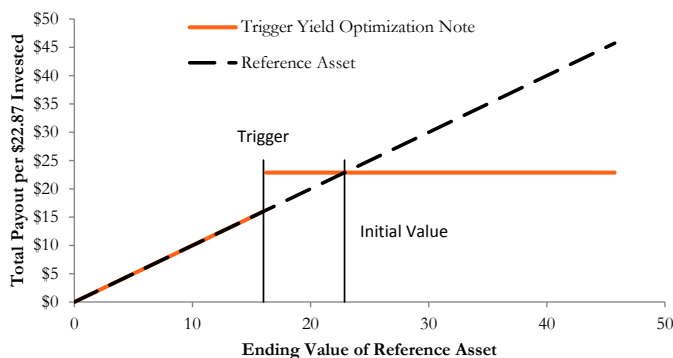 $50
$45
$40
$35
$30
$25
$20
$15
$10
$5
$0
Total Payout per $22.87 Invested
Trigger Yield Optimization Note
Reference Asset
Trigger
Initial Value
0
10
20
30
40
50
Ending Value of Reference Asset